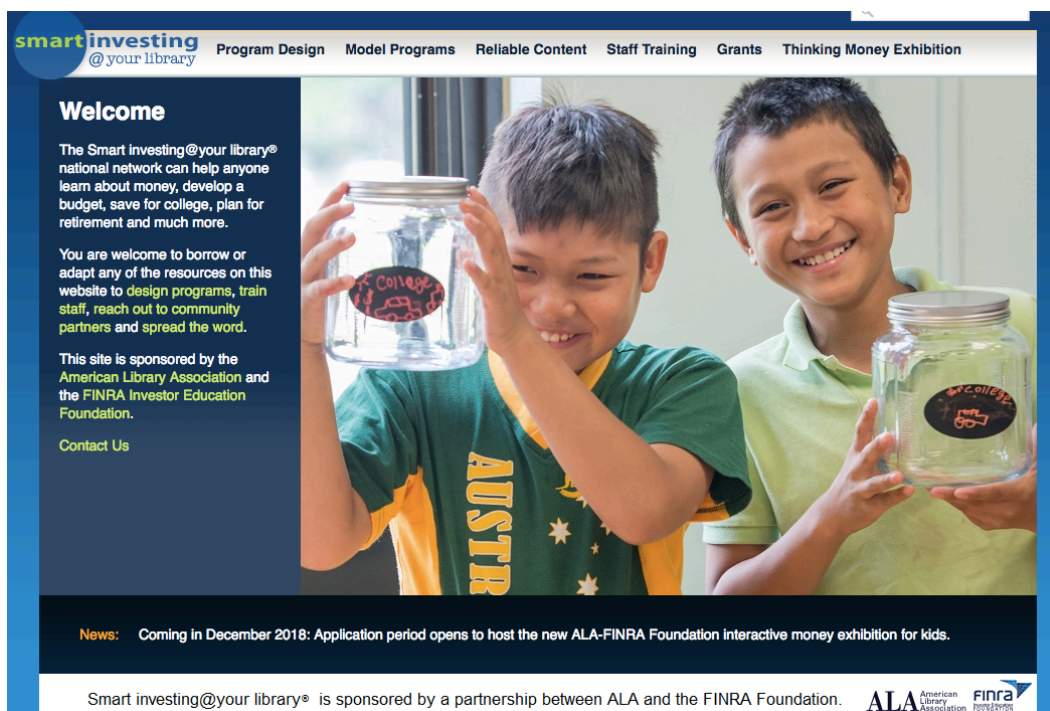 smart investing
@ your library
Program Design Model Programs Reliable Content Staff Training Grants Thinking Money Exhibition
Welcome
The Smart investing@your library®
national network can help anyone
learn about money, develop a
budget, save for college, plan for
retirement and much more.
You are welcome to borrow or
adapt any of the resources on this
website to design programs, train
staff, reach out to community
partners and spread the word.
This site is sponsored by the
American Library Association and
the FINRA Investor Education
Foundation.
Contact Us
College
College
AUSTR
News: Coming in December 2018: Application period opens to host the new ALA-FINRA Foundation interactive money exhibition for kids.
Smart investing@your library® is sponsored by a partnership between ALA and the FINRA Foundation.
ALA American
Library
Association
Finra
Investor Education
FOUNDATION